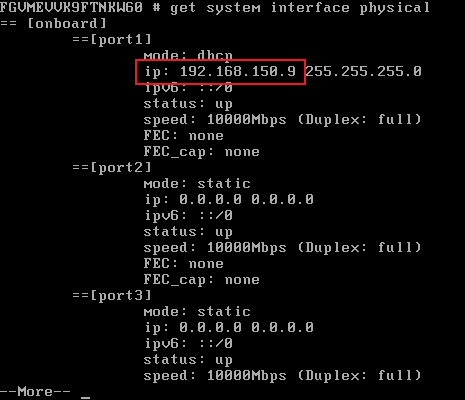 FGVMEVVK9FTNKW60 # get system interface physical
== [onboard]
==[port1]
mode: dhcp
ip: 192.168.150.9 255.255.255.0
ipv6: ::/0
status: up
speed: 10000Mbps (Duplex: full)
FEC: none
FEC_cap: none
==[port2]
mode: static
ip: 0.0.0.0 0.0.0.0
ipv6: ::/0
status: up
speed: 10000Mbps (Duplex: full)
FEC: none
FEC_cap: none
==[port3]
mode: static
ip: 0.0.0.0 0.0.0.0
ipv6: ::/0
status: up
speed: 10000Mbps (Duplex: full)
--More-- _